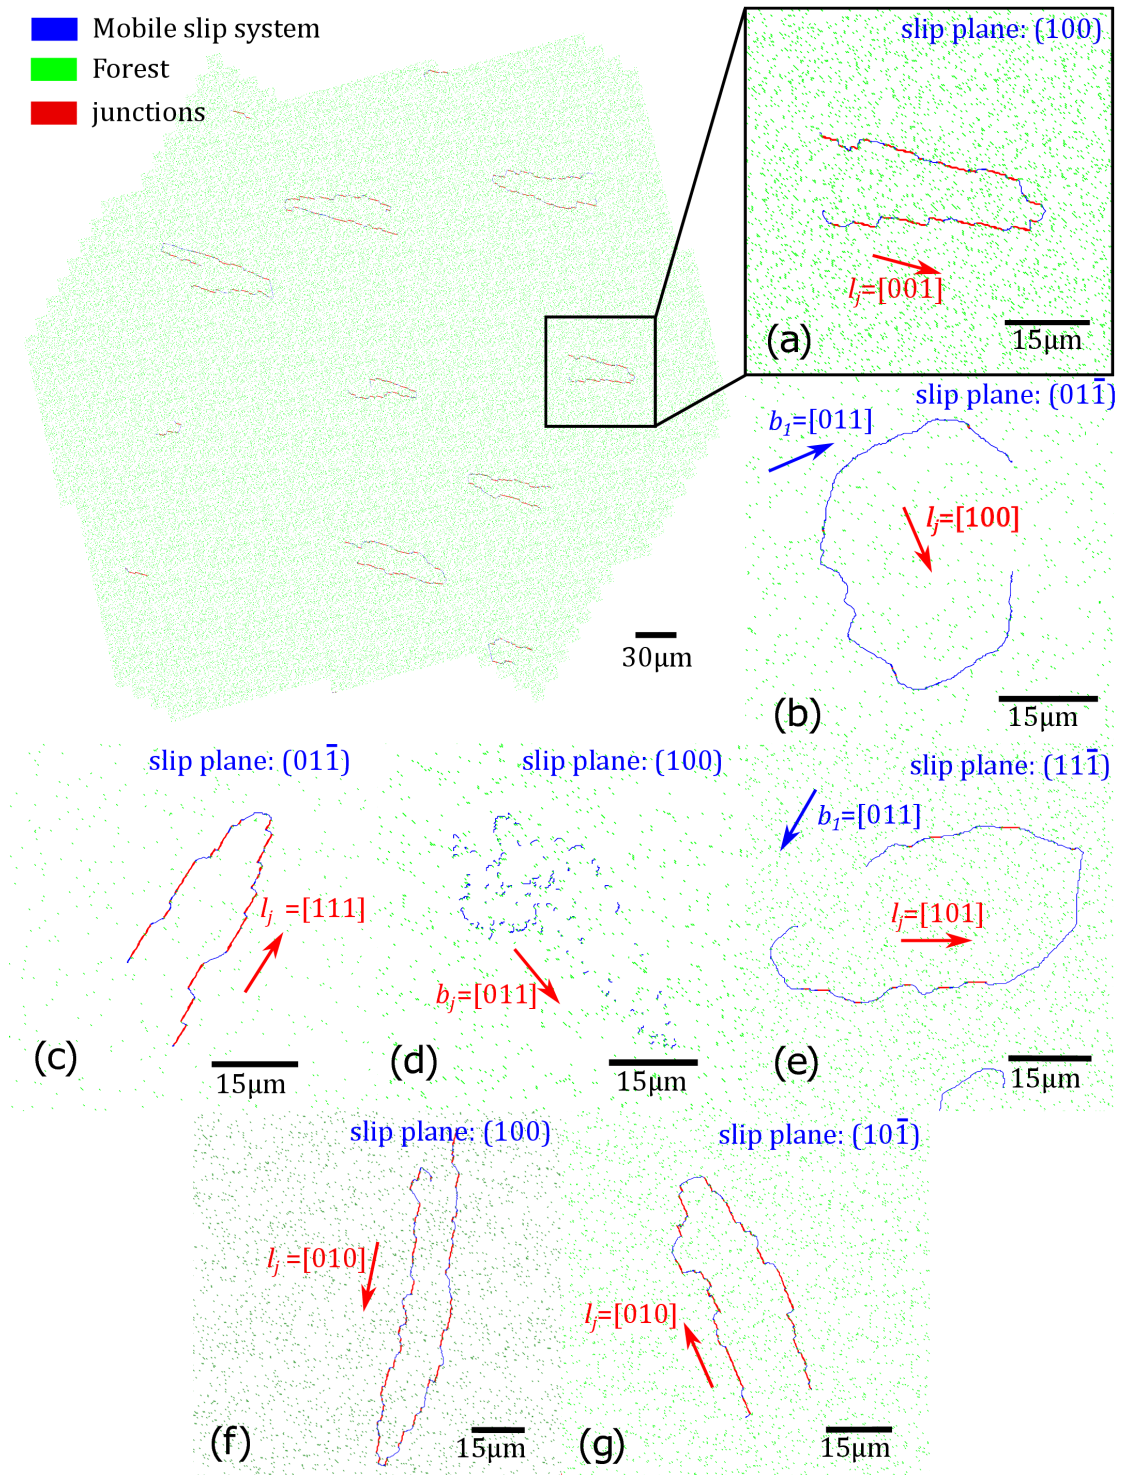 Mobile slip system
Forest
junctions
30μm
slip plane: (100)
l_j=[001]
(a)
15μm
slip plane: (011̅)
b₁=[011]
l_j=[100]
(b)
15μm
slip plane: (011̅)
l_j =[111]
(c)
15μm
slip plane: (100)
b_j=[011]
(d)
15μm
slip plane: (111̅)
b₁=[011]
l_j=[101]
(e)
15μm
slip plane: (100)
l_j =[010]
(f)
15μm
slip plane: (101̅)
l_j=[010]
(g)
15μm